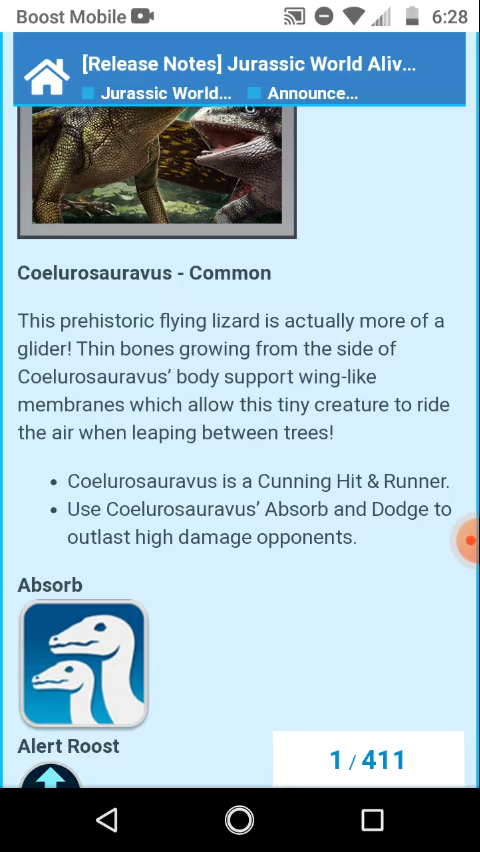 Boost Mobile 6:28
[Release Notes] Jurassic World Aliv...
Jurassic World... Announce...
Coelurosauravus - Common
This prehistoric flying lizard is actually more of a
glider! Thin bones growing from the side of
Coelurosauravus’ body support wing-like
membranes which allow this tiny creature to ride
the air when leaping between trees!
• Coelurosauravus is a Cunning Hit & Runner.
• Use Coelurosauravus’ Absorb and Dodge to
outlast high damage opponents.
Absorb
Alert Roost
1 / 411